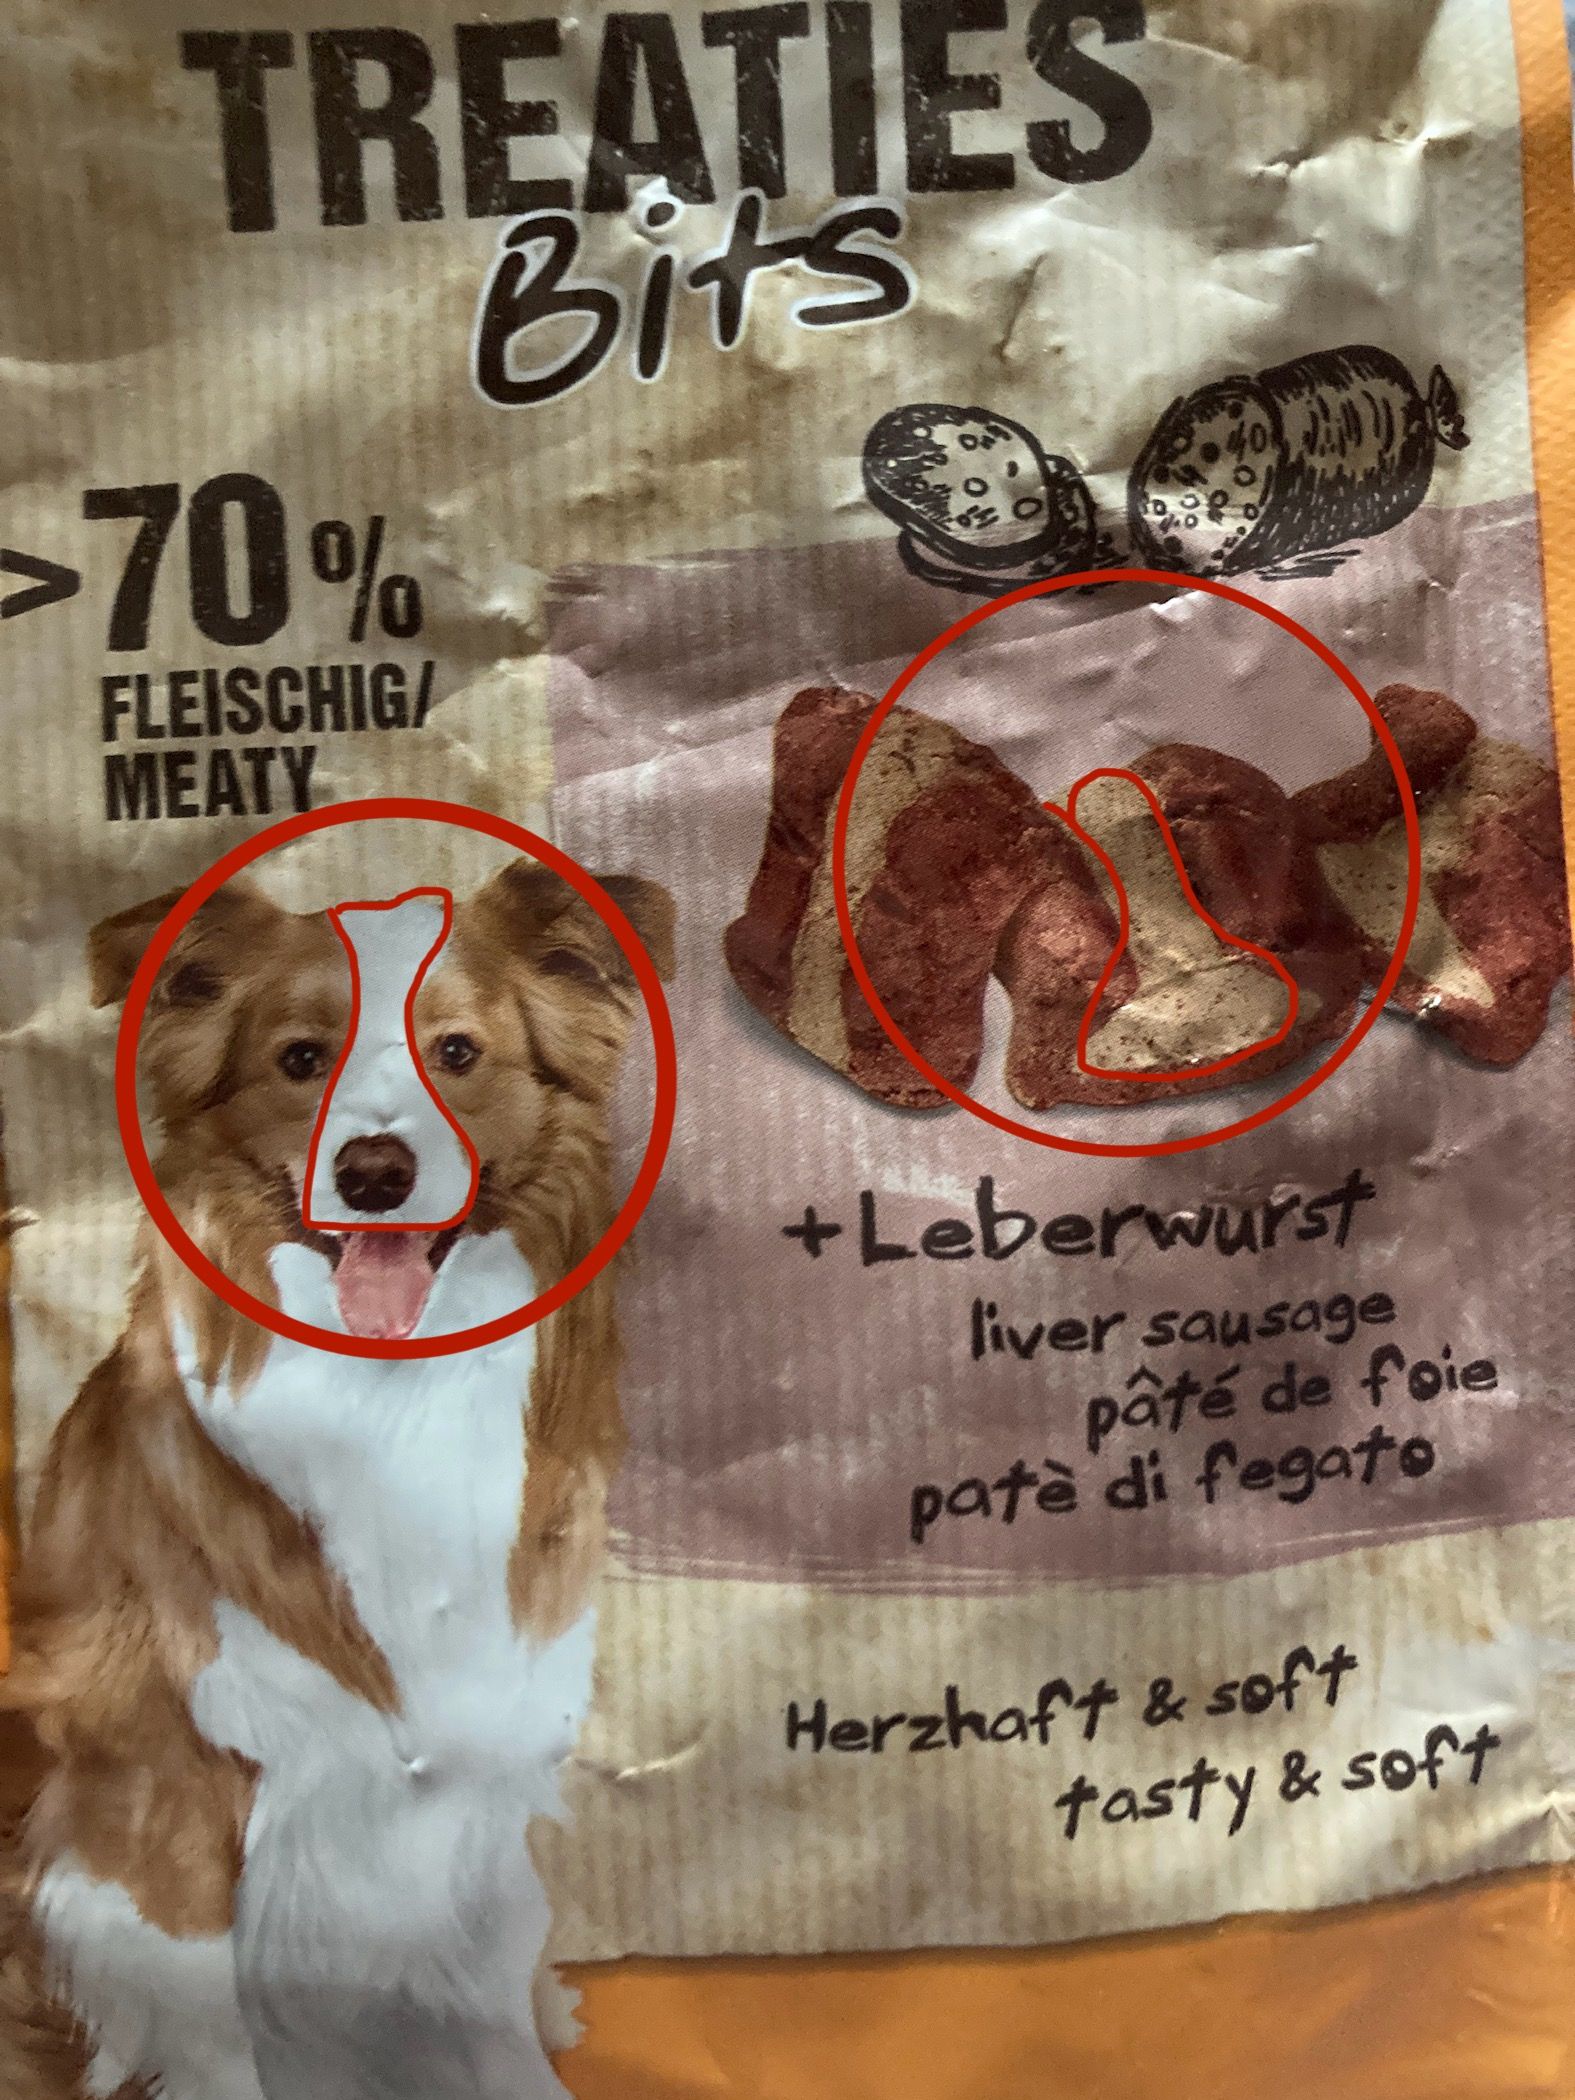 TREATIES
Bits
>70%
FLEISCHIG/
MEATY
+Leberwurst
liver sausage
pâté de foie
patè di fegato
Herzhaft & soft
tasty & soft